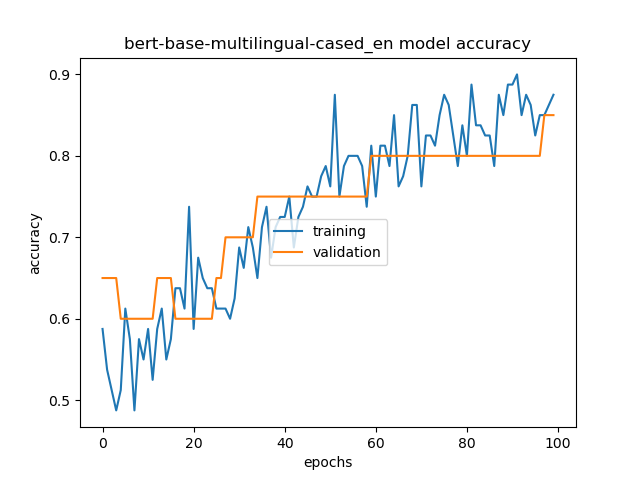 bert-base-multilingual-cased_en model accuracy
accuracy
0.9
0.8
0.7
0.6
0.5
training
validation
0
20
40
60
80
100
epochs